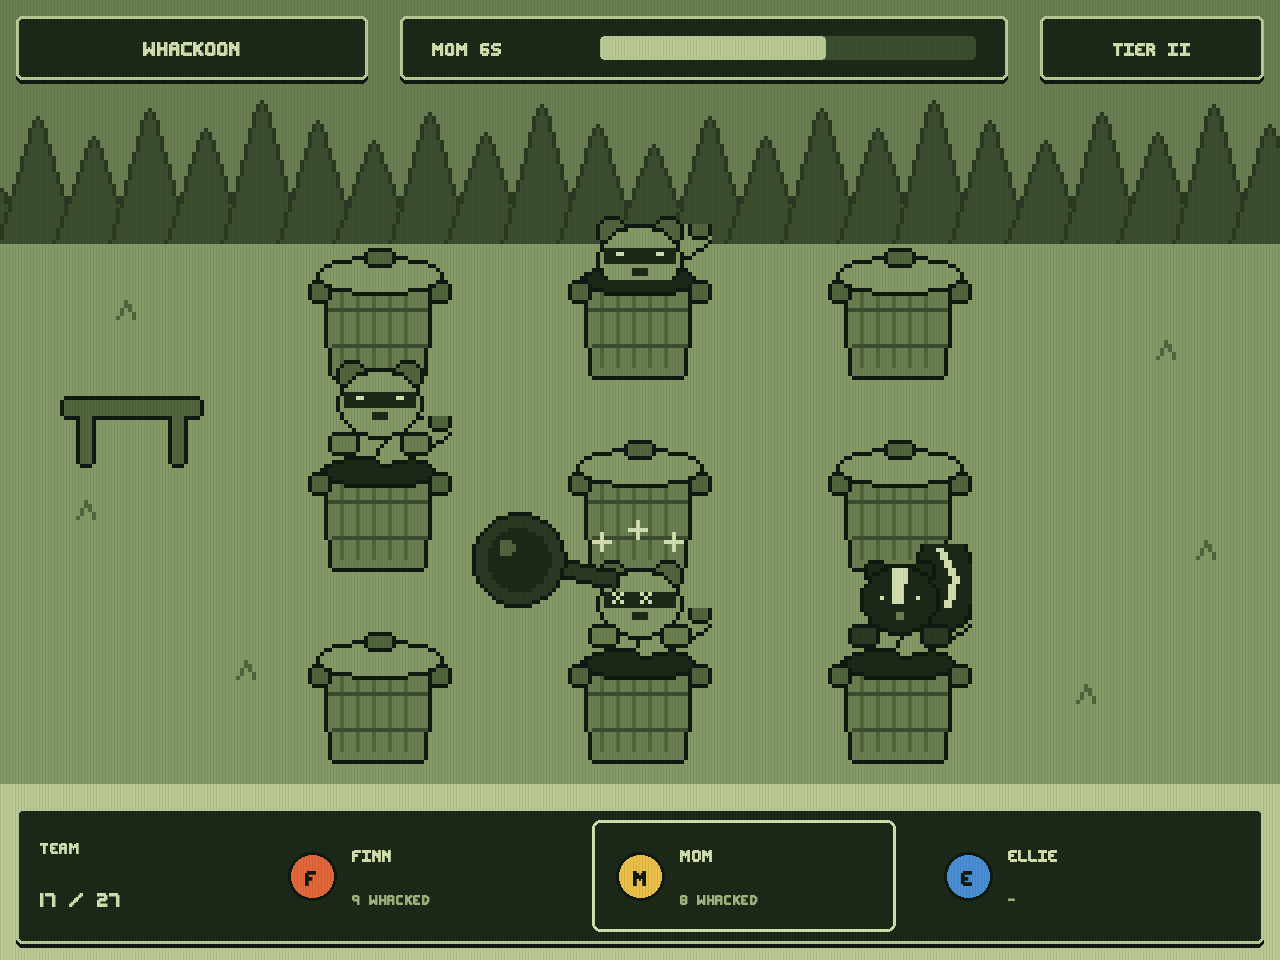 WHACKOON
MOM 6S
TIER II
TEAM
17 / 27
F
FINN
9 WHACKED
M
MOM
8 WHACKED
E
ELLIE
-